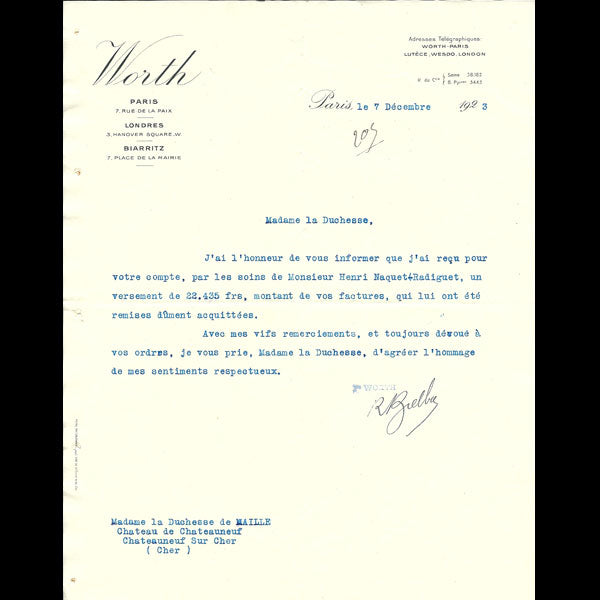 Worth
PARIS
7, RUE DE LA PAIX
LONDRES
3, HANOVER SQUARE, W.
BIARRITZ
7, PLACE DE LA MAIRIE
Adresses Télégraphiques:
WORTH-PARIS
LUTÈCE, WESDO, LONDON
R. du Cce Seine
Paris, le 7 Décembre 1923
Madame la Duchesse,
J'ai l'honneur de vous informer que j'ai reçu pour
votre compte, par les soins de Monsieur Henri Naquet-Radiguet, un
versement de 22.435 frs, montant de vos factures, qui lui ont été
remises dûment acquittées.
Avec mes vifs remerciements, et toujours dévoué à
vos ordres, je vous prie, Madame la Duchesse, d'agréer l'hommage
de mes sentiments respectueux.
WORTH
Madame la Duchesse de MAILLE
Chateau de Chateauneuf
Chateauneuf Sur Cher
( Cher )